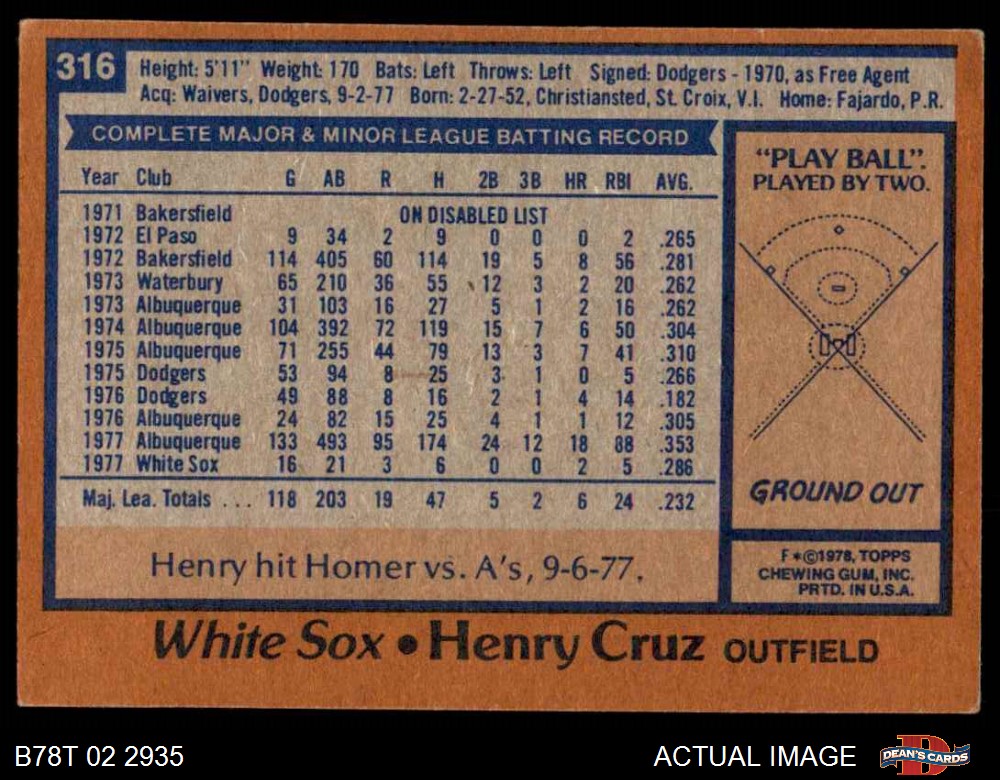 316
Height: 5'11" Weight: 170 Bats: Left Throws: Left Signed: Dodgers - 1970, as Free Agent
Acq: Waivers, Dodgers, 9-2-77 Born: 2-27-52, Christiansted, St. Croix, V.I. Home: Fajardo, P.R.
COMPLETE MAJOR & MINOR LEAGUE BATTING RECORD
Year Club G AB R H 2B 3B HR RBI AVG.
1971 Bakersfield ON DISABLED LIST
1972 El Paso 9 34 2 9 0 0 0 2 .265
1972 Bakersfield 114 405 60 114 19 5 8 56 .281
1973 Waterbury 65 210 36 55 12 3 2 20 .262
1973 Albuquerque 31 103 16 27 5 1 2 16 .262
1974 Albuquerque 104 392 72 119 15 7 6 50 .304
1975 Albuquerque 71 255 44 79 13 3 7 41 .310
1975 Dodgers 53 94 8 25 3 1 0 5 .266
1976 Dodgers 49 88 8 16 2 1 4 14 .182
1976 Albuquerque 24 82 15 25 4 1 1 12 .305
1977 Albuquerque 133 493 95 174 24 12 18 88 .353
1977 White Sox 16 21 3 6 0 0 2 5 .286
Maj. Lea. Totals ... 118 203 19 47 5 2 6 24 .232
Henry hit Homer vs. A's, 9-6-77.
"PLAY BALL".
PLAYED BY TWO.
GROUND OUT
F*©1978, TOPPS
CHEWING GUM, INC.
PRTD. IN U.S.A.
White Sox • Henry Cruz OUTFIELD
B78T 02 2935
ACTUAL IMAGE
DEAN'S CARDS